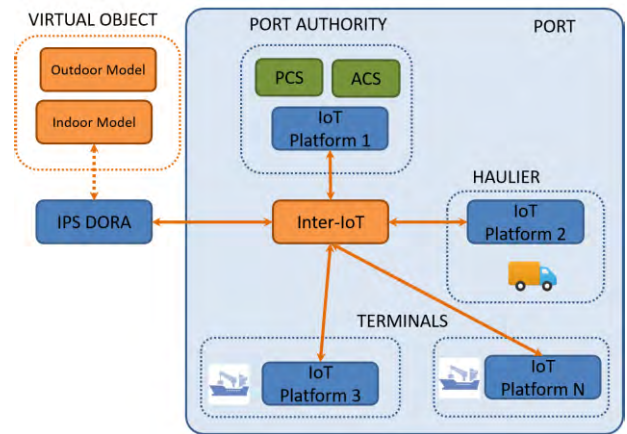 VIRTUAL OBJECT
Outdoor Model
Indoor Model
IPS DORA
PORT AUTHORITY
PORT
PCS
ACS
IoT
Platform 1
Inter-IoT
HAULIER
IoT
Platform 2
TERMINALS
IoT
Platform 3
IoT
Platform N